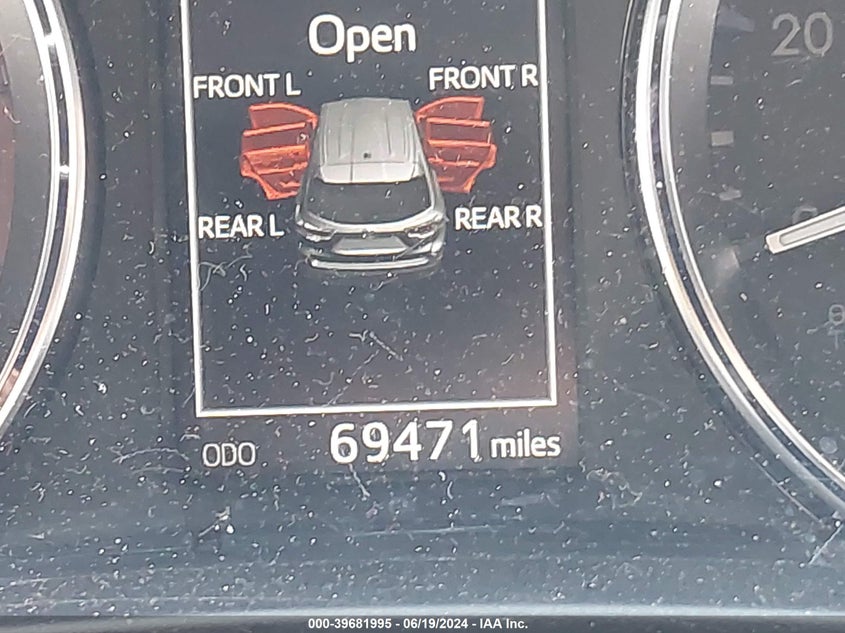 Open
FRONT L FRONT R
REAR L REAR R
20
ODO 69471 miles
000-39681995 - 06/19/2024 - IAA Inc.